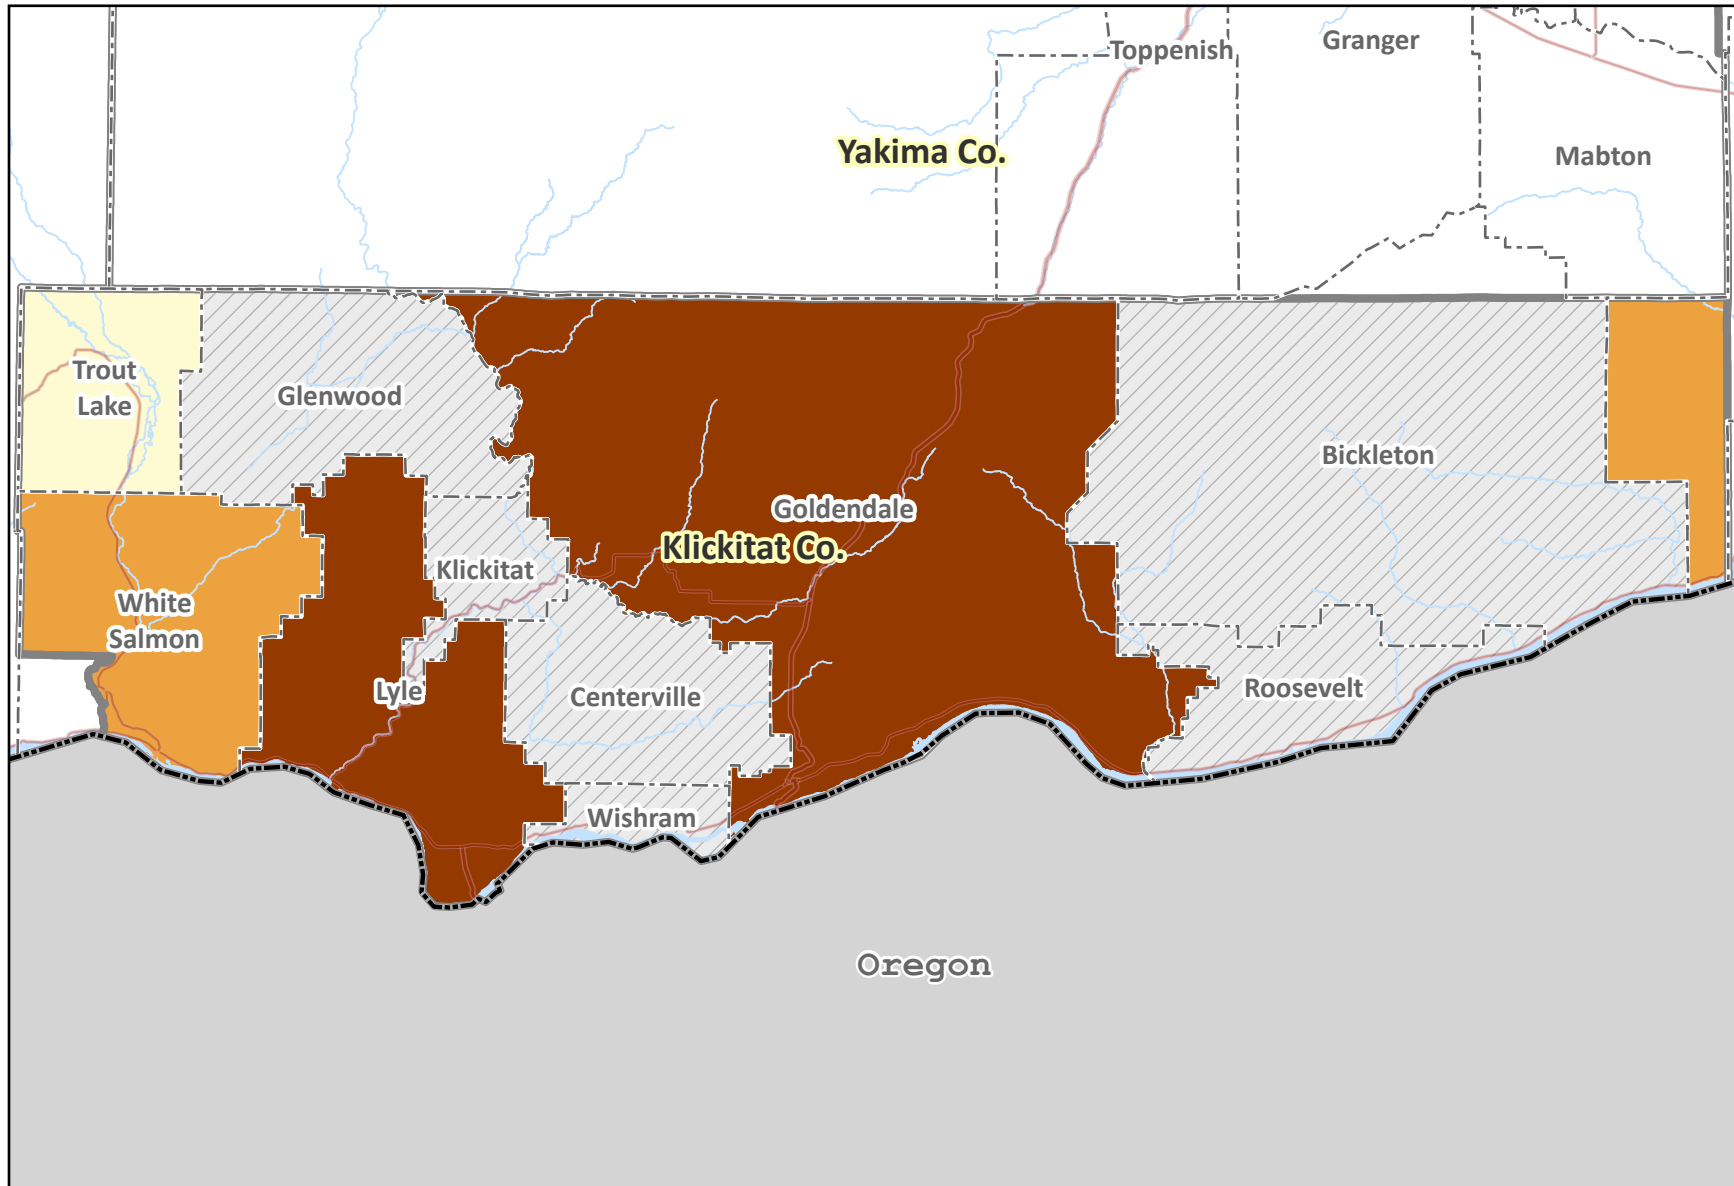 Toppenish
Granger
Yakima Co.
Mabton
Trout
Lake
Glenwood
Bickleton
Goldendale
Klickitat Co.
Klickitat
White
Salmon
Lyle
Centerville
Roosevelt
Wishram
Oregon